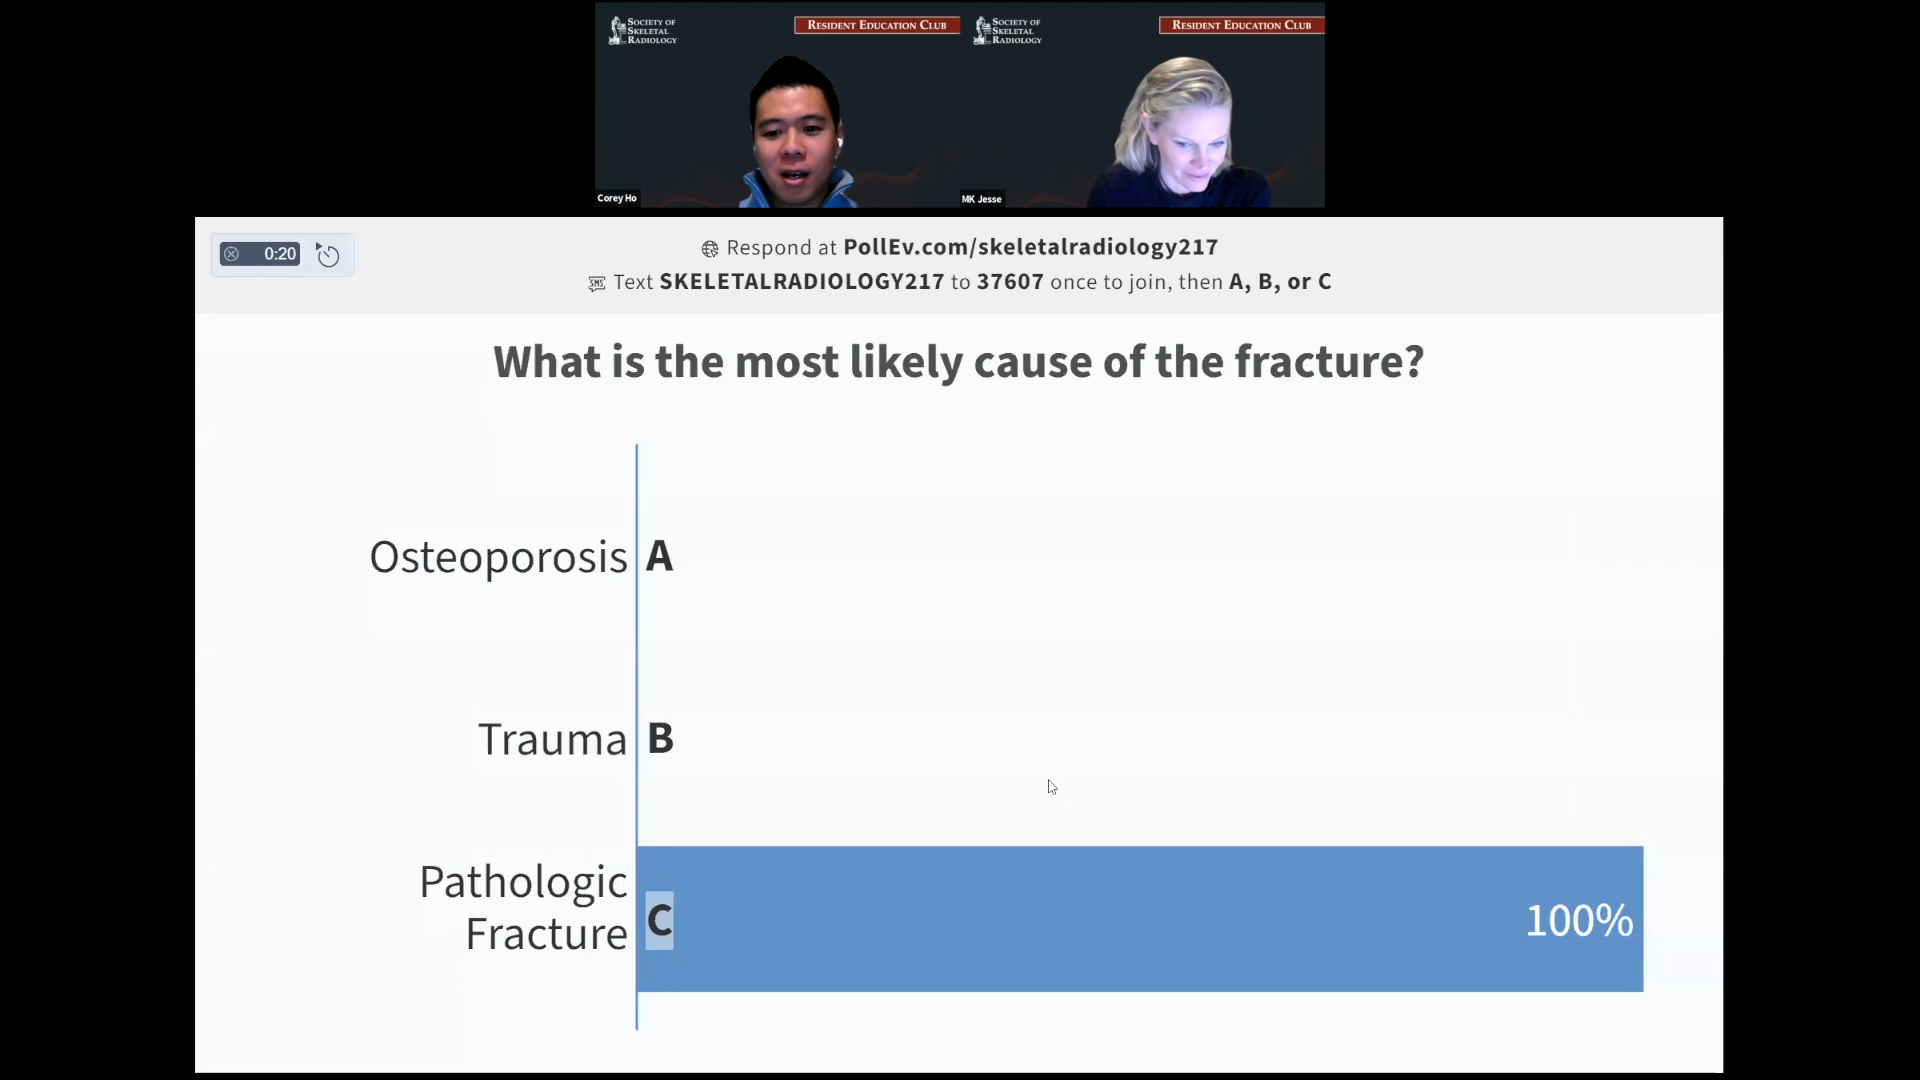 SOCIETY OF
SKELETAL
RADIOLOGY
RESIDENT EDUCATION CLUB
Corey Ho
SOCIETY OF
SKELETAL
RADIOLOGY
RESIDENT EDUCATION CLUB
MK Jesse
0:20
Respond at PollEv.com/skeletalradiology217
SMS Text SKELETALRADIOLOGY217 to 37607 once to join, then A, B, or C
What is the most likely cause of the fracture?
Osteoporosis A
Trauma B
Pathologic
Fracture
C
100%